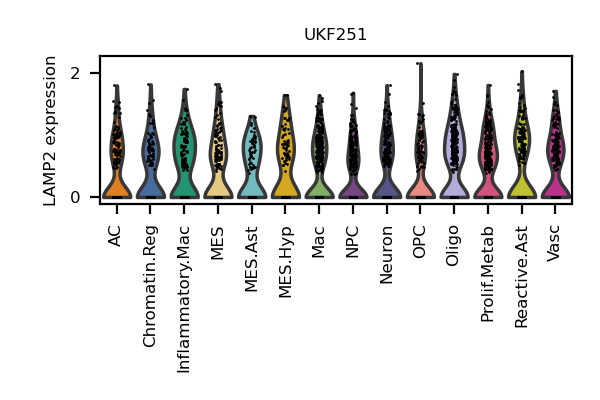 UKF251
LAMP2 expression
2
0
AC
Chromatin.Reg
Inflammatory.Mac
MES
MES.Ast
MES.Hyp
Mac
NPC
Neuron
OPC
Oligo
Prolif.Metab
Reactive.Ast
Vasc